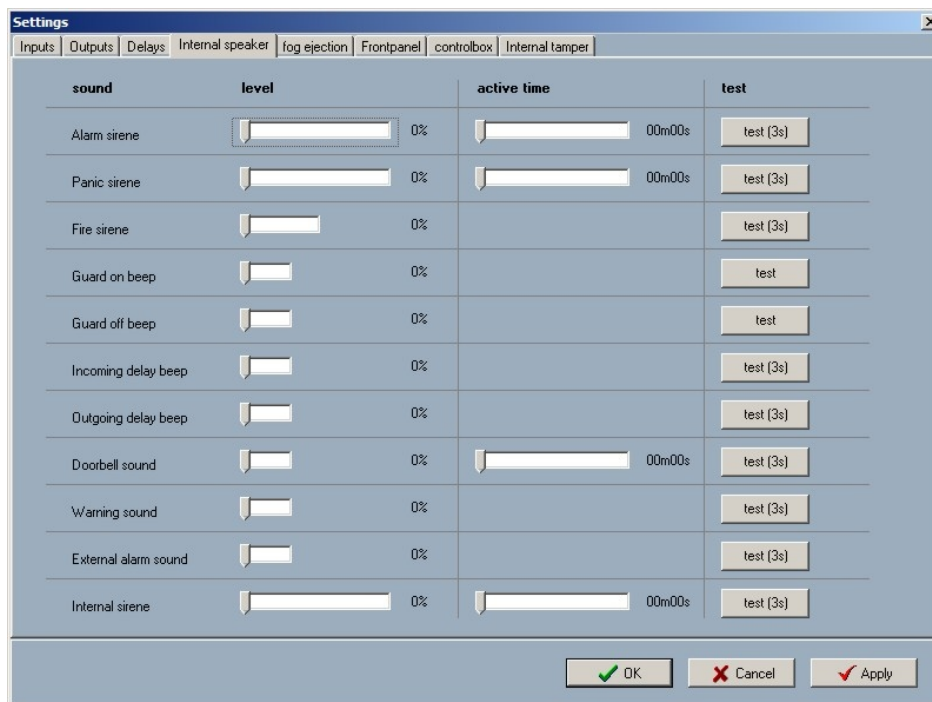 Settings
Inputs Outputs Delays Internal speaker fog ejection Frontpanel controlbox Internal tamper
sound level active time test
Alarm sirene 0% 00m00s test (3s)
Panic sirene 0% 00m00s test (3s)
Fire sirene 0% test (3s)
Guard on beep 0% test
Guard off beep 0% test
Incoming delay beep 0% test (3s)
Outgoing delay beep 0% test (3s)
Doorbell sound 0% 00m00s test (3s)
Warning sound 0% test (3s)
External alarm sound 0% test (3s)
Internal sirene 0% 00m00s test (3s)
OK Cancel Apply